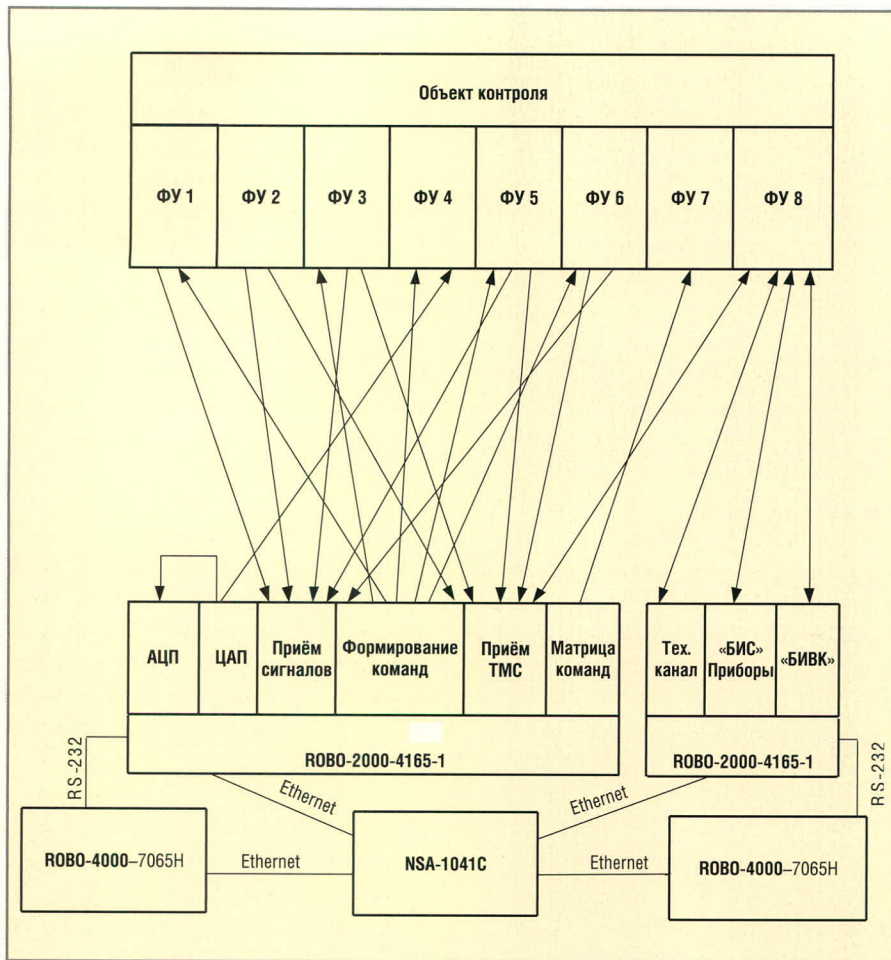 Объект контроля
ФУ 1
ФУ 2
ФУ 3
ФУ 4
ФУ 5
ФУ 6
ФУ 7
ФУ 8
АЦП
ЦАП
Приём
сигналов
Формирование
команд
Приём
ТМС
Матрица
команд
Тех.
канал
«БИС»
Приборы
«БИВК»
ROBO-2000-4165-1
ROBO-2000-4165-1
RS-232
Ethernet
Ethernet
RS-232
ROBO-4000–7065H
Ethernet
NSA-1041C
Ethernet
ROBO-4000–7065H